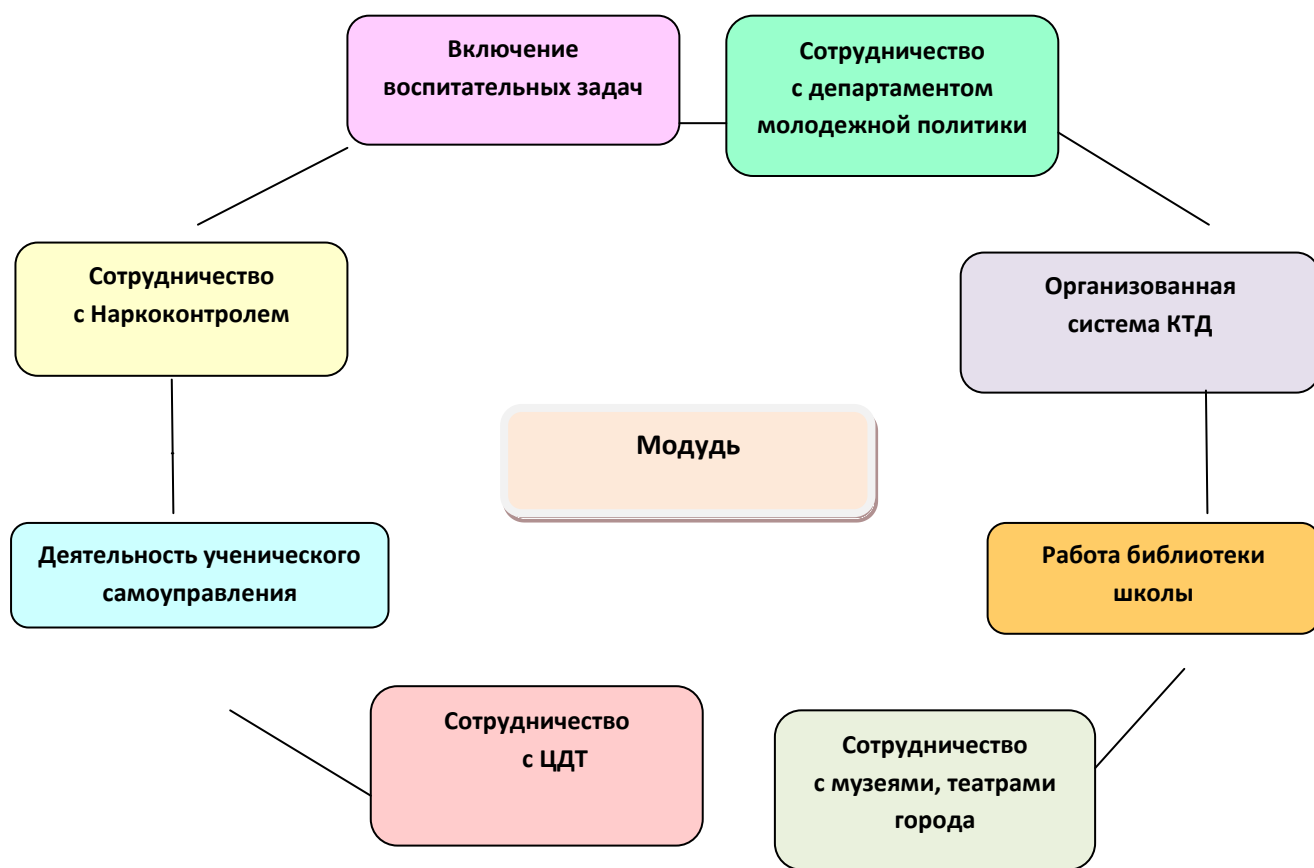 Включение
воспитательных задач
Сотрудничество
с департаментом
молодежной политики
Сотрудничество
с Наркоконтролем
Организованная
система КТД
Модудь
Деятельность ученического
самоуправления
Работа библиотеки
школы
Сотрудничество
с ЦДТ
Сотрудничество
с музеями, театрами
города